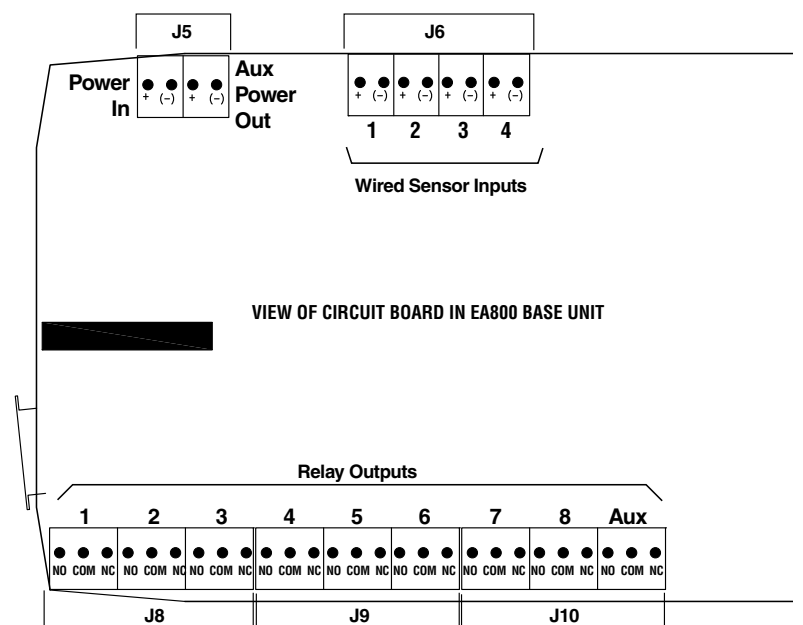 J5 J6
Power In
+ (–) + (–)
Aux Power Out
+ (–) + (–) + (–) + (–)
1 2 3 4
Wired Sensor Inputs
VIEW OF CIRCUIT BOARD IN EA800 BASE UNIT
Relay Outputs
1 2 3 4 5 6 7 8 Aux
NO COM NC NO COM NC NO COM NC NO COM NC NO COM NC NO COM NC NO COM NC NO COM NC NO COM NC
J8 J9 J10